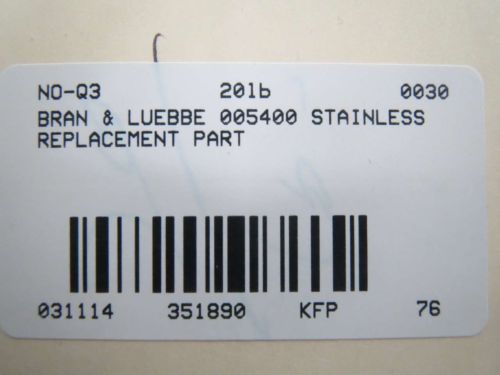 NO-Q3 201b 0030
BRAN & LUEBBE 005400 STAINLESS
REPLACEMENT PART
031114 351890 KFP 76